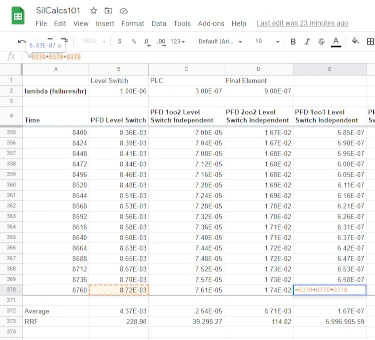 SilCalcs101
File Edit View Insert Format Data Tools Add-ons Help Last edit was 23 minutes ago
100% $ % .0 .00 123 Default (Ari... 10 B I S A
6.63E-07 x
fx =B370*B370*B370
A B C D E
1 Level Switch PLC Final Element
2 lambda (failures/hr) 1.00E-06 3.00E-07 9.00E-07
3
4 Time PFD Level Switch PFD 1oo2 Level Switch Independent PFD 2oo2 Level Switch Independent PFD 1oo3 Level Switch Independent
355 8400 8.36E-03 7.00E-05 1.67E-02 5.85E-07
356 8424 8.39E-03 7.04E-05 1.67E-02 5.90E-07
357 8448 8.41E-03 7.08E-05 1.68E-02 5.95E-07
358 8472 8.44E-03 7.12E-05 1.68E-02 6.00E-07
359 8496 8.46E-03 7.16E-05 1.68E-02 6.05E-07
360 8520 8.48E-03 7.20E-05 1.69E-02 6.11E-07
361 8544 8.51E-03 7.24E-05 1.69E-02 6.16E-07
362 8568 8.53E-03 7.28E-05 1.70E-02 6.21E-07
363 8592 8.56E-03 7.32E-05 1.70E-02 6.26E-07
364 8616 8.58E-03 7.36E-05 1.71E-02 6.31E-07
365 8640 8.60E-03 7.40E-05 1.71E-02 6.37E-07
366 8664 8.63E-03 7.44E-05 1.72E-02 6.42E-07
367 8688 8.65E-03 7.48E-05 1.72E-02 6.47E-07
368 8712 8.67E-03 7.52E-05 1.73E-02 6.53E-07
369 8736 8.70E-03 7.57E-05 1.73E-02 6.58E-07
370 8760 8.72E-03 7.61E-05 1.74E-02 =B370*B370*B370
371
372 Average 4.37E-03 2.54E-05 8.71E-03 1.67E-07
373 RRF 228.98 39,298.27 114.82 5,996,905.59
374